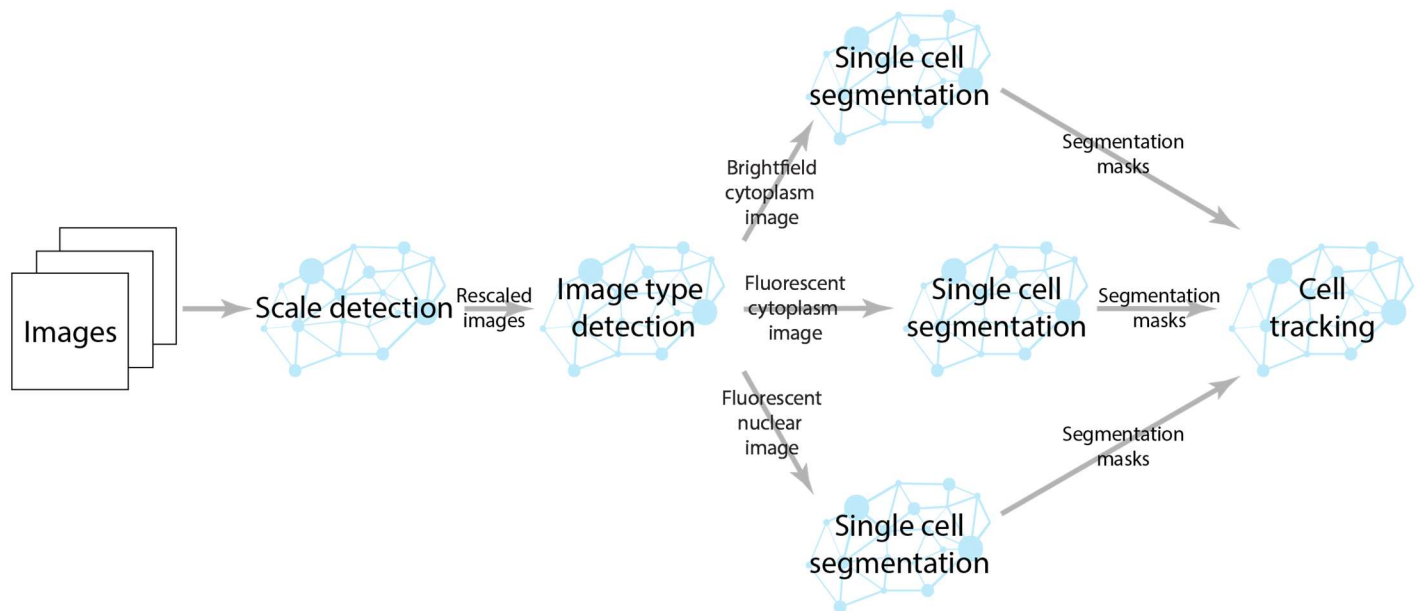 Images
Scale detection
Rescaled
images
Image type
detection
Brightfield
cytoplasm
image
Fluorescent
cytoplasm
image
Fluorescent
nuclear
image
Single cell
segmentation
Single cell
segmentation
Single cell
segmentation
Segmentation
masks
Segmentation
masks
Segmentation
masks
Cell
tracking